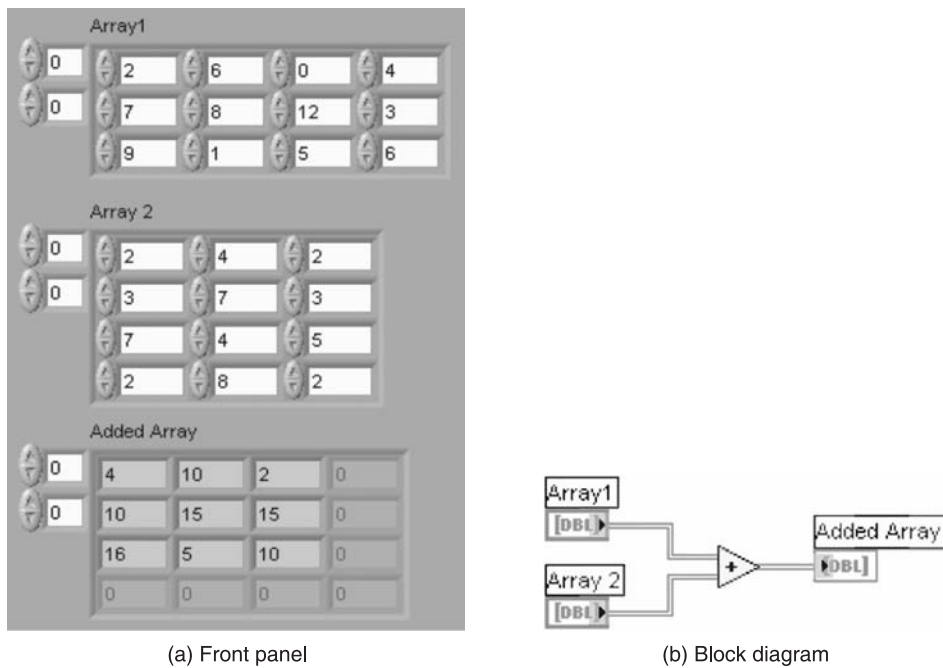 Array1
0 2 6 0 4
0 7 8 12 3
9 1 5 6
Array 2
0 2 4 2
0 3 7 3
7 4 5
2 8 2
Added Array
0 4 10 2 0
0 10 15 15 0
16 5 10 0
0 0 0 0
(a) Front panel
Array1
[DBL]
Array 2
[DBL]
+
Added Array
[DBL]
(b) Block diagram